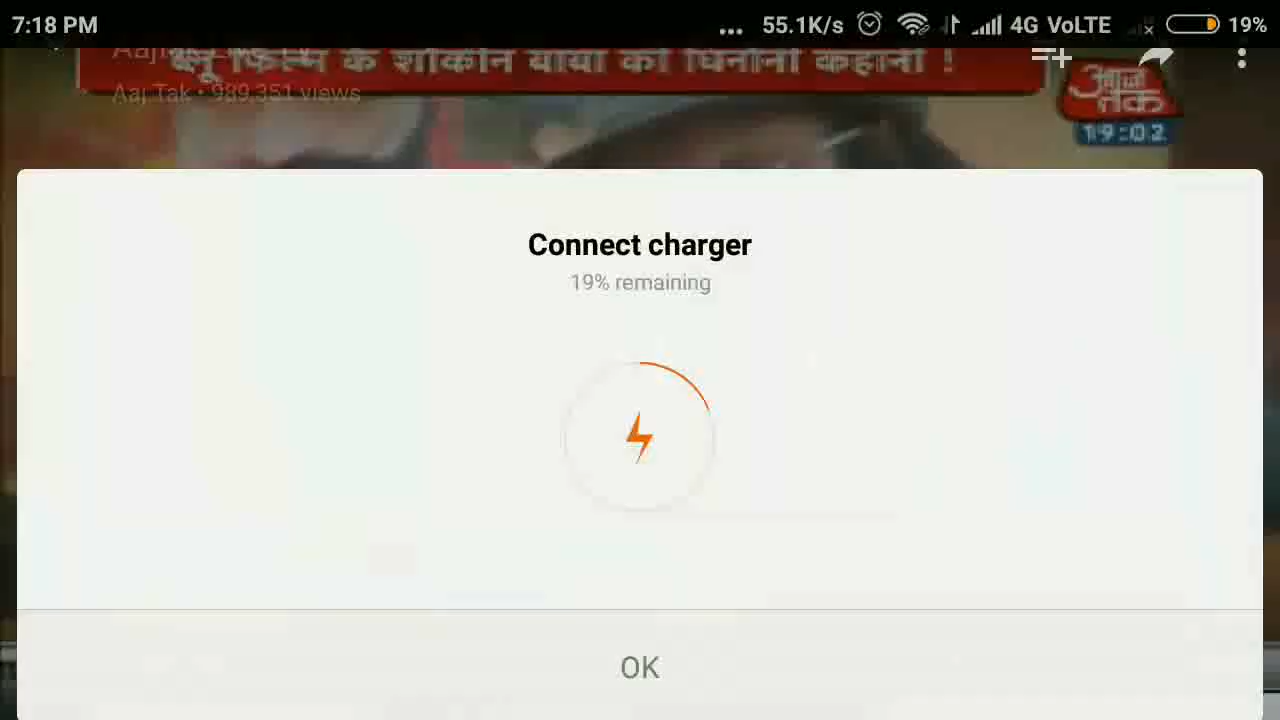 7:18 PM
... 55.1K/s 4G VoLTE 19%
ब्लू फिल्म के शौकीन बाबा की घिनौनी कहानी !
Aaj Tak • 989,351 views
आज तक
19:02
Connect charger
19% remaining
OK